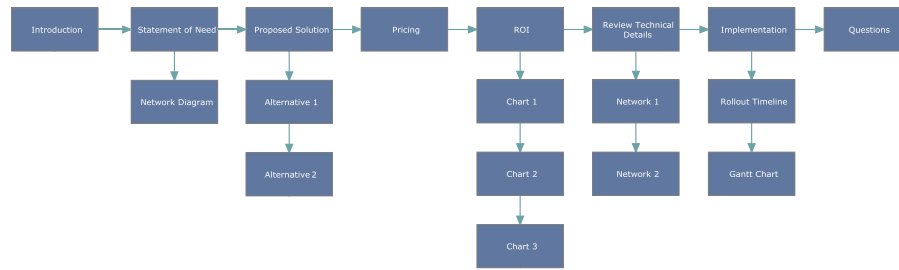 Introduction
Statement of Need
Proposed Solution
Pricing
ROI
Review Technical
Details
Implementation
Questions
Network Diagram
Alternative 1
Chart 1
Network 1
Rollout Timeline
Alternative 2
Chart 2
Network 2
Gantt Chart
Chart 3